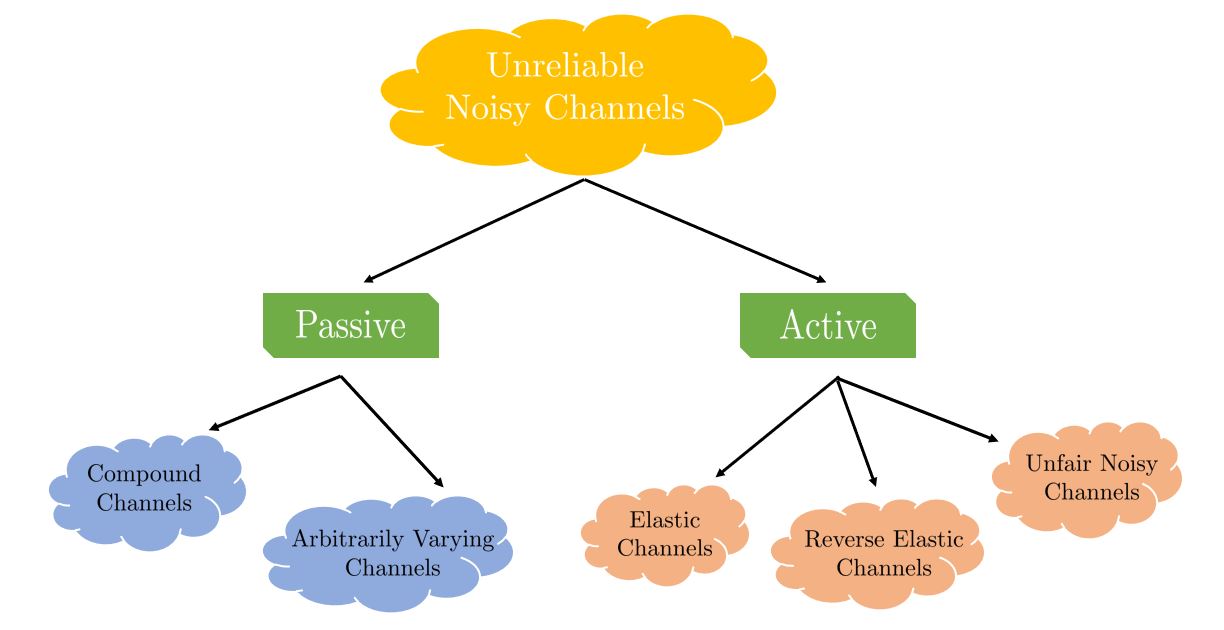 Unreliable
Noisy Channels
Passive
Active
Compound
Channels
Arbitrarily Varying
Channels
Elastic
Channels
Reverse Elastic
Channels
Unfair Noisy
Channels